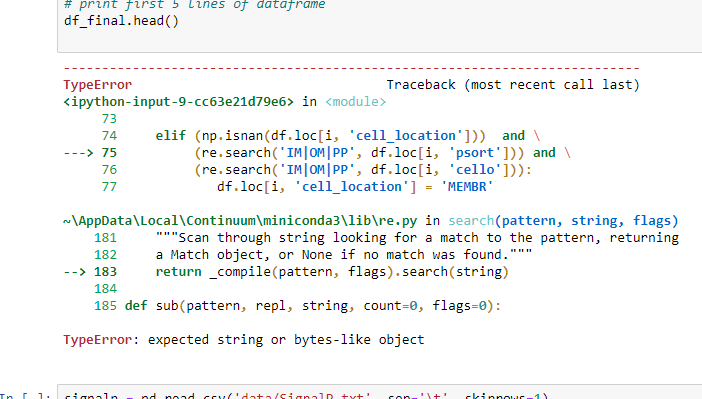 # print first 5 lines of dataframe
df_final.head()
---------------------------------------------------------------------------
TypeError                                 Traceback (most recent call last)
<ipython-input-9-cc63e21d79e6> in <module>
     73
     74     elif (np.isnan(df.loc[i, 'cell_location']))  and \
---> 75          (re.search('IM|OM|PP', df.loc[i, 'psort'])) and \
     76          (re.search('IM|OM|PP', df.loc[i, 'cello'])):
     77             df.loc[i, 'cell_location'] = 'MEMBR'
~\AppData\Local\Continuum\miniconda3\lib\re.py in search(pattern, string, flags)
    181     """Scan through string looking for a match to the pattern, returning
    182     a Match object, or None if no match was found."""
--> 183     return _compile(pattern, flags).search(string)
    184
    185 def sub(pattern, repl, string, count=0, flags=0):
TypeError: expected string or bytes-like object
In [ ]: signalp = pd.read_csv('data/SignalP.txt', sep='\t', skiprows=1)